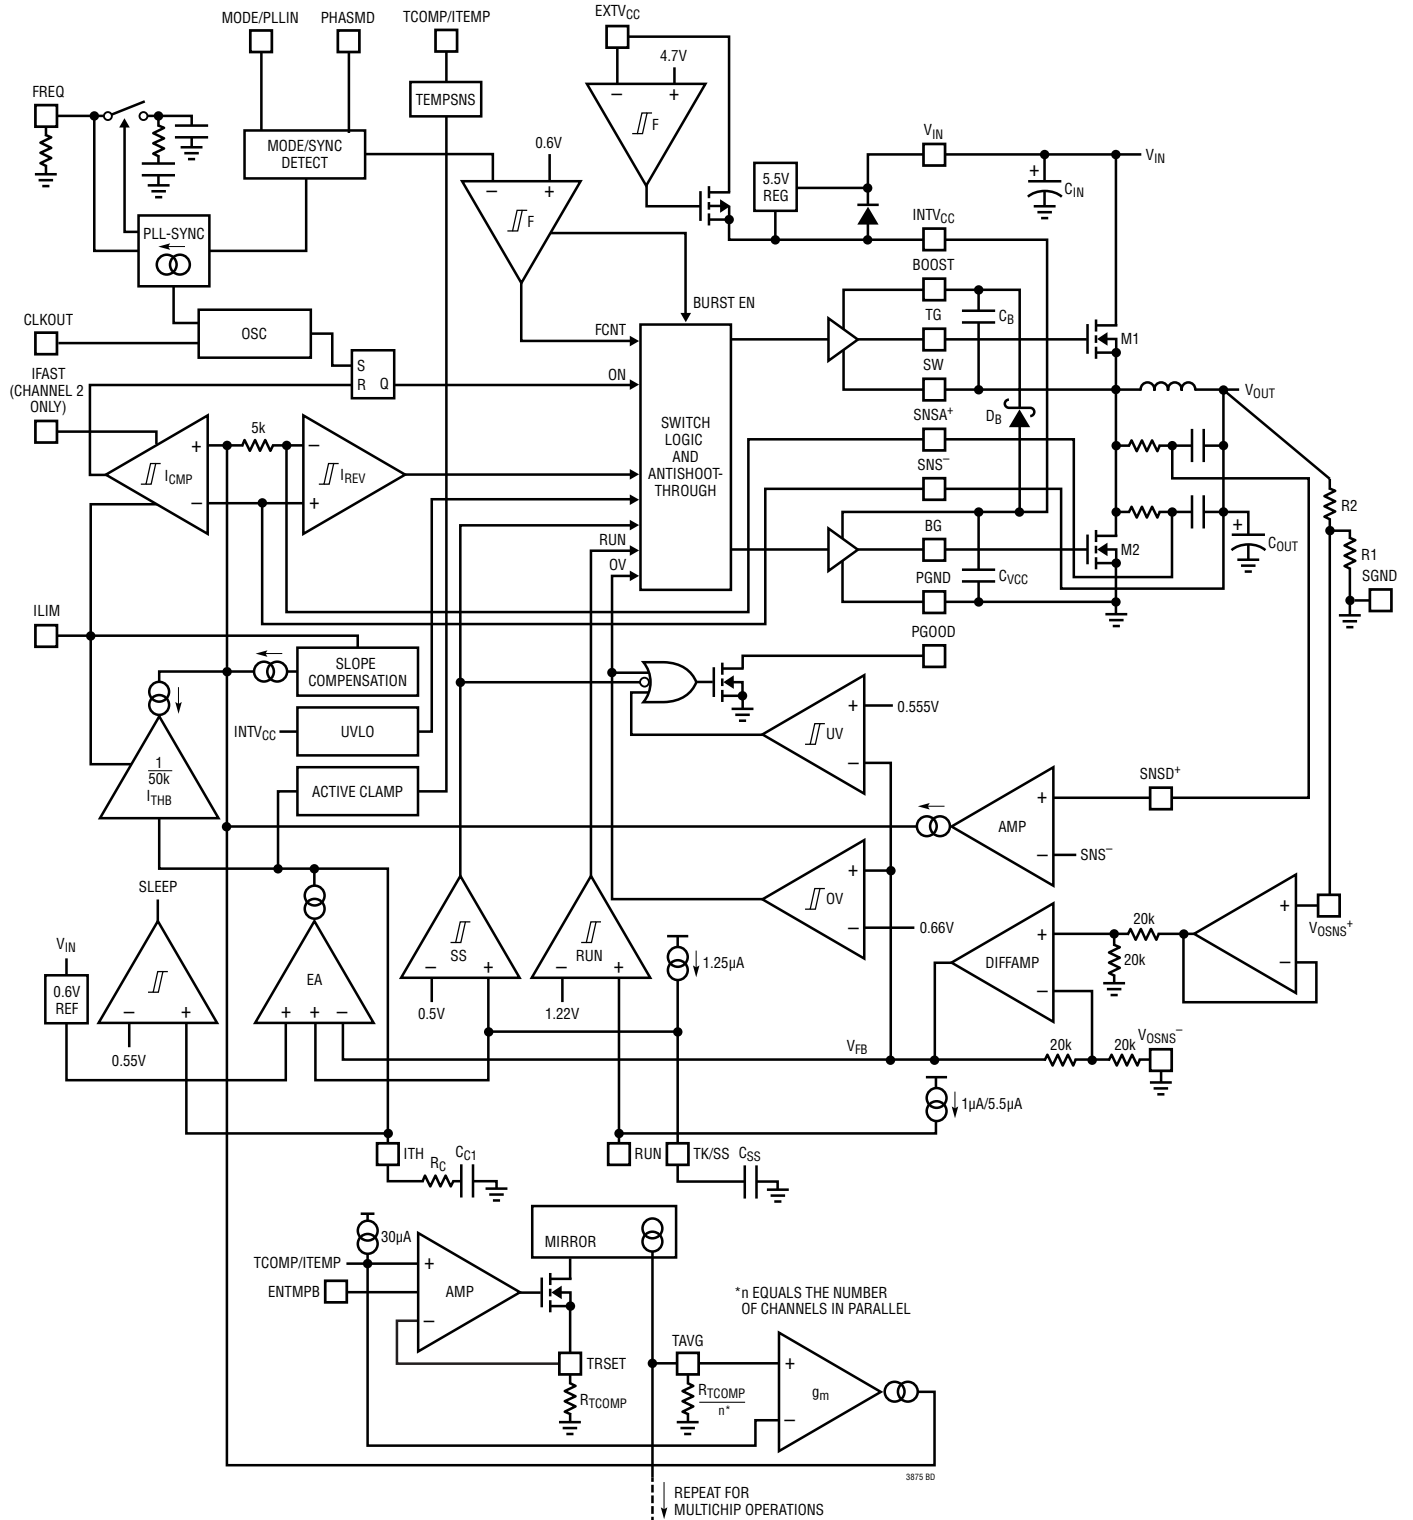 MODE/PLLIN
PHASMD
TCOMP/ITEMP
EXTVCC
4.7V
FREQ
TEMPSNS
MODE/SYNC
DETECT
0.6V
F
−
+
F
−
+
5.5V
REG
VIN
VIN
+
CIN
INTVCC
PLL-SYNC
BURST EN
BOOST
TG
CB
M1
SW
CLKOUT
OSC
FCNT
IFAST
(CHANNEL 2
ONLY)
S
R
Q
ON
VOUT
SNSA+
DB
SNS−
5k
+
−
ICMP
−
+
IREV
SWITCH
LOGIC
AND
ANTISHOOT-
THROUGH
R2
R1
SGND
RUN
OV
BG
M2
+
COUT
PGND
CVCC
ILIM
PGOOD
SLOPE
COMPENSATION
INTVCC
UVLO
ACTIVE CLAMP
1
50k
ITHB
+
−
UV
0.555V
SNSD+
+
−
AMP
SNS−
+
−
OV
0.66V
SLEEP
VIN
0.6V
REF
−
+
0.55V
EA
+
+
−
SS
−
+
0.5V
RUN
−
+
1.22V
1.25µA
+
−
DIFFAMP
20k
20k
+
−
VOSNS+
VFB
20k
20k
VOSNS−
1µA/5.5µA
ITH
RC
CC1
RUN
TK/SS
CSS
30µA
TCOMP/ITEMP
ENTMPB
+
−
AMP
MIRROR
*n EQUALS THE NUMBER
OF CHANNELS IN PARALLEL
TRSET
RTCOMP
TAVG
RTCOMP
n*
+
−
gm
3875 BD
REPEAT FOR
MULTICHIP OPERATIONS